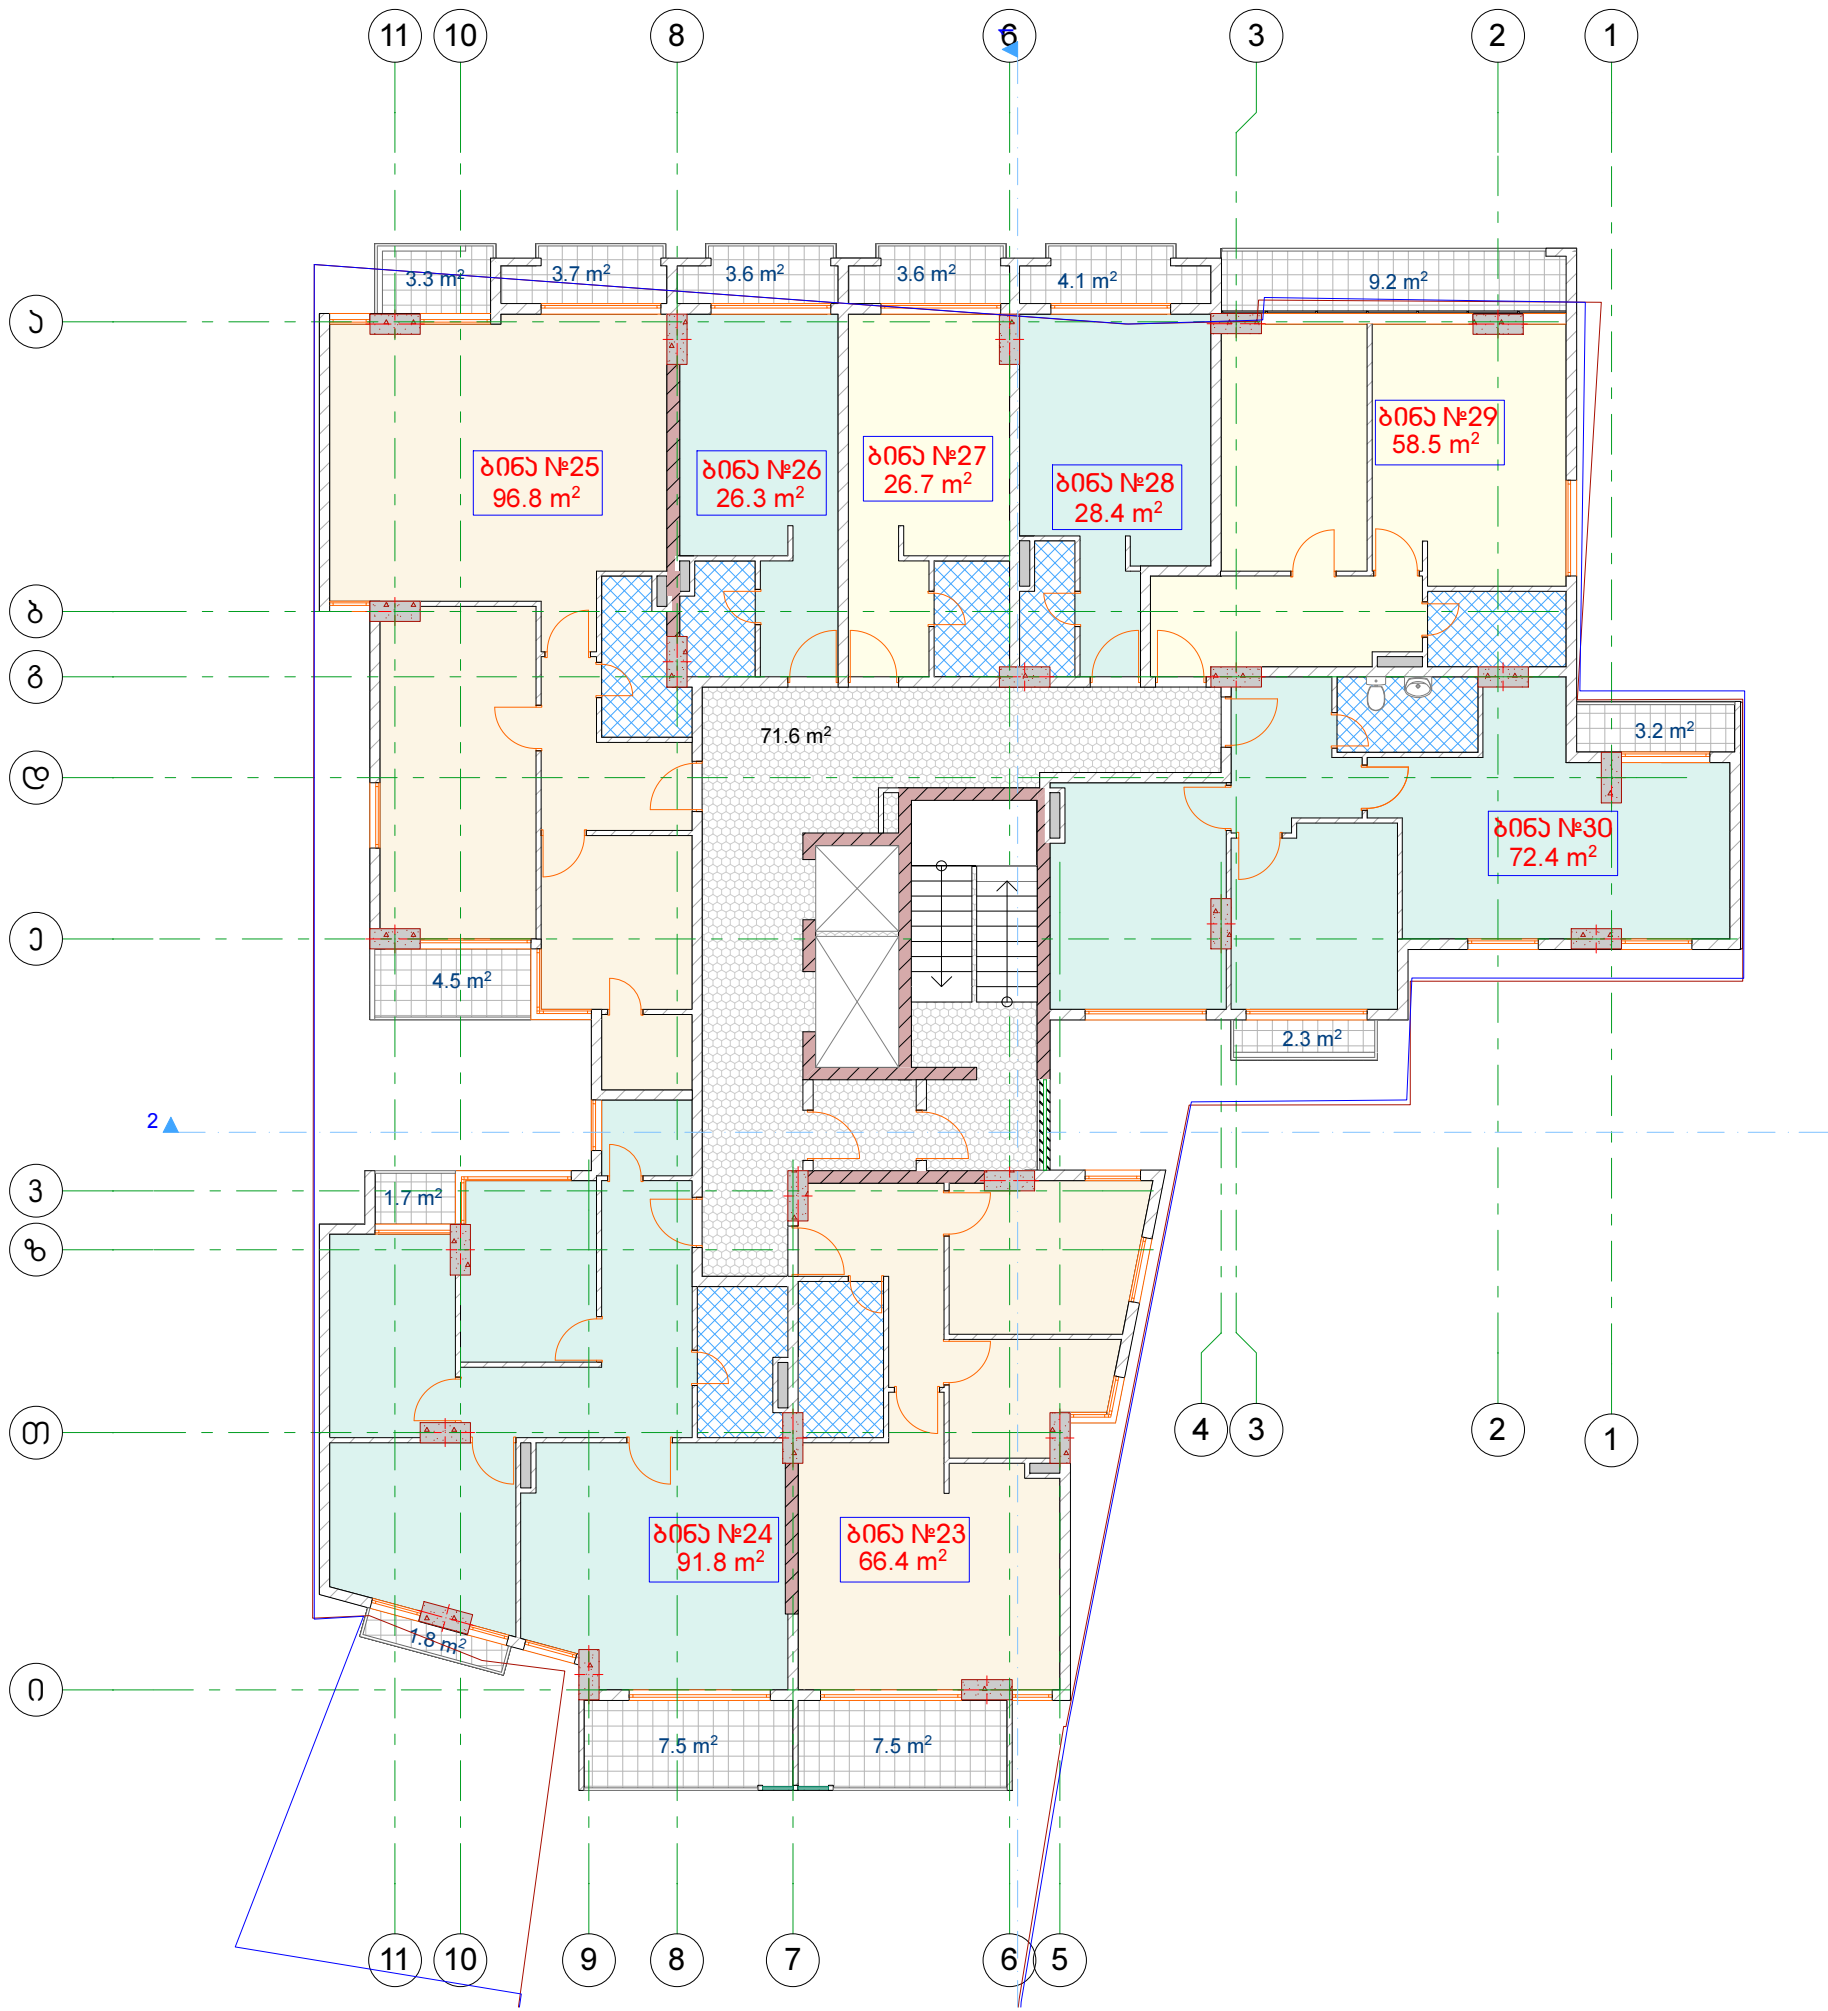 11 10 8 6 3 2 1
3.3 m² 3.7 m² 3.6 m² 3.6 m² 4.1 m² 9.2 m²
ა
ბინა №25
96.8 m²
ბინა №26
26.3 m²
ბინა №27
26.7 m²
ბინა №28
28.4 m²
ბინა №29
58.5 m²
ბ
გ
71.6 m²
3.2 m²
დ
ბინა №30
72.4 m²
ე
4.5 m²
2.3 m²
2
ვ
1.7 m²
ზ
თ
4 3 2 1
ბინა №24
91.8 m²
ბინა №23
66.4 m²
1.8 m²
ი
7.5 m² 7.5 m²
11 10 9 8 7 6 5